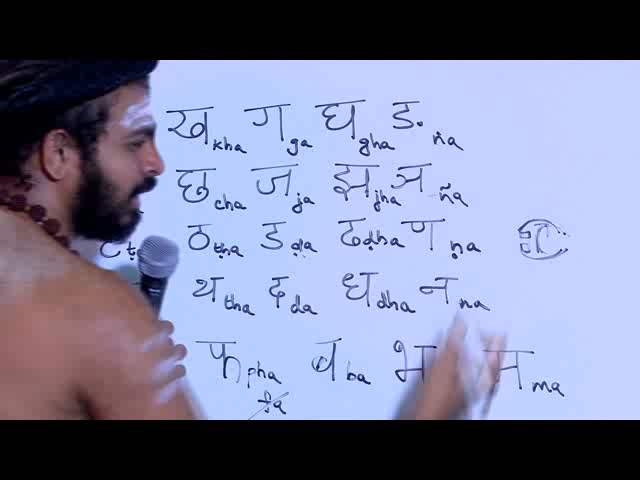 ख kha ग ga घ gha ङ ṅa
छ cha ज ja झ jha ञ ña
ठ ṭha ड ḍa ढ ḍha ण ṇa
थ tha द da ध dha न na
फ pha ब ba भ म ma
fa